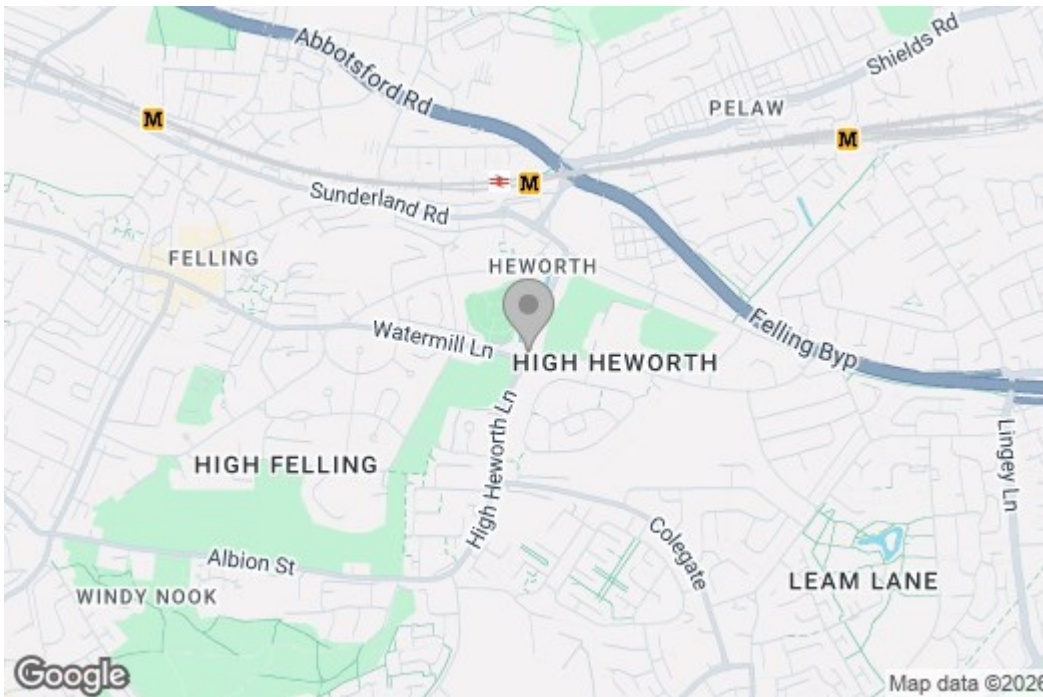 Abbotsford Rd
Shields Rd
PELAW
M
M
M
Sunderland Rd
FELLING
HEWORTH
Watermill Ln
HIGH HEWORTH
Felling Byp
High Heworth Ln
Lingey Ln
HIGH FELLING
Colegate
Albion St
LEAM LANE
WINDY NOOK
Google
Map data ©2026